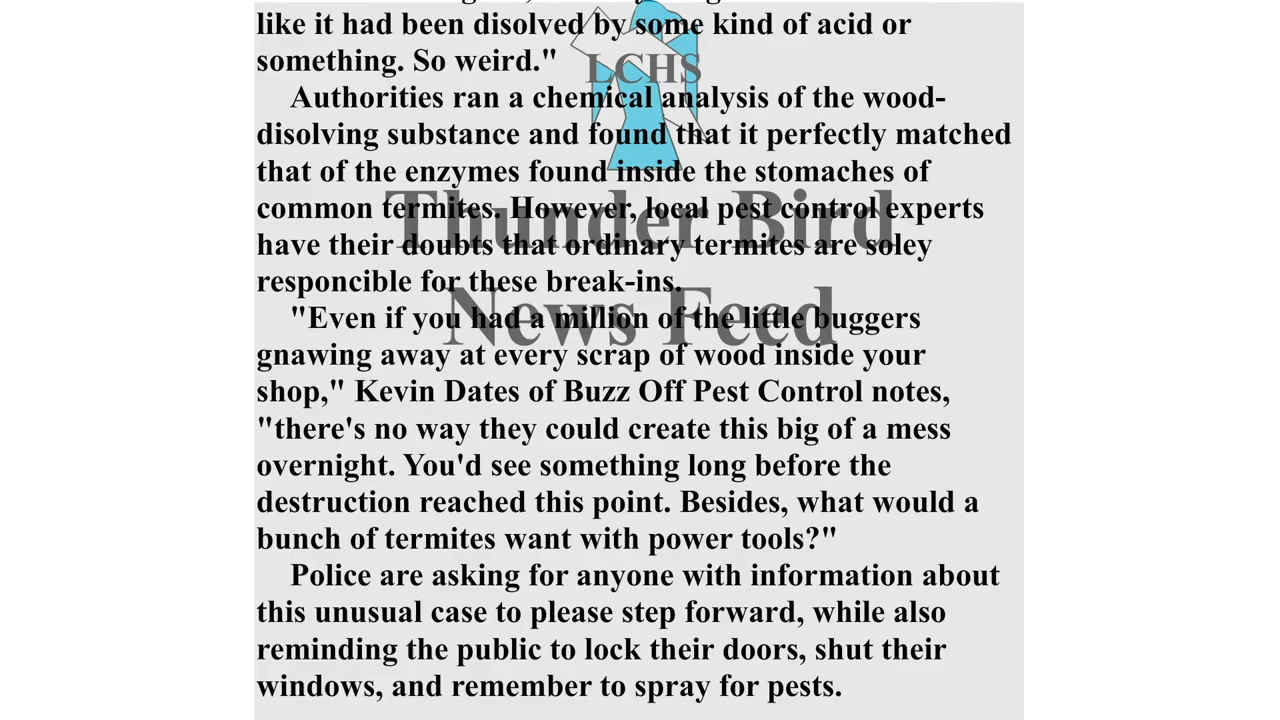 like it had been disolved by some kind of acid or
something. So weird."
LCHS
Authorities ran a chemical analysis of the wood-
disolving substance and found that it perfectly matched
that of the enzymes found inside the stomaches of
common termites. However, local pest control experts
have their doubts that ordinary termites are soley
responcible for these break-ins.
Thunder Bird
News Feed
"Even if you had a million of the little buggers
gnawing away at every scrap of wood inside your
shop," Kevin Dates of Buzz Off Pest Control notes,
"there's no way they could create this big of a mess
overnight. You'd see something long before the
destruction reached this point. Besides, what would a
bunch of termites want with power tools?"
Police are asking for anyone with information about
this unusual case to please step forward, while also
reminding the public to lock their doors, shut their
windows, and remember to spray for pests.